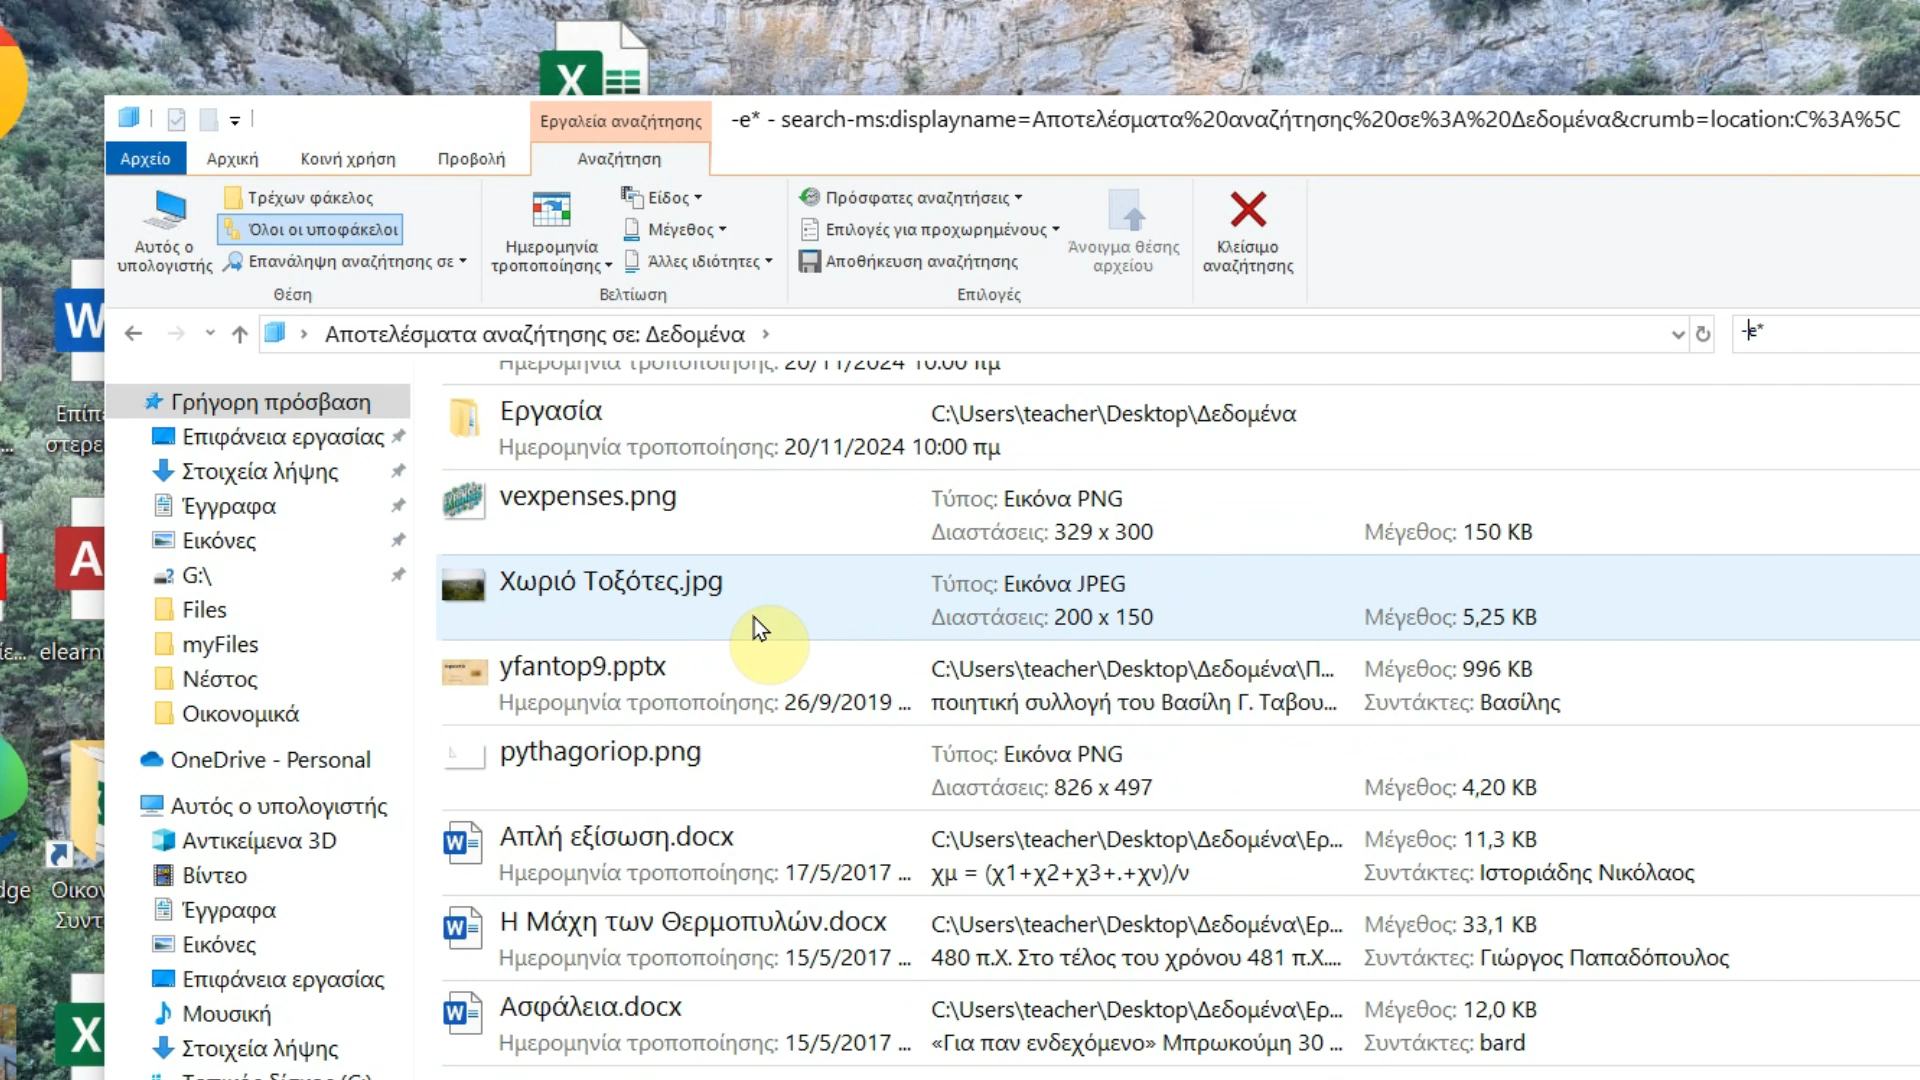 -e* - search-ms:displayname=Αποτελέσματα%20αναζήτησης%20σε%3A%20Δεδομένα&crumb=location:C%3A%5C
Εργαλεία αναζήτησης
Αρχείο Αρχική Κοινή χρήση Προβολή Αναζήτηση
Αυτός ο υπολογιστής
Τρέχων φάκελος
Όλοι οι υποφάκελοι
Επανάληψη αναζήτησης σε
Θέση
Ημερομηνία τροποποίησης
Είδος
Μέγεθος
Άλλες ιδιότητες
Βελτίωση
Πρόσφατες αναζητήσεις
Επιλογές για προχωρημένους
Αποθήκευση αναζήτησης
Άνοιγμα θέσης αρχείου
Κλείσιμο αναζήτησης
Επιλογές
Αποτελέσματα αναζήτησης σε: Δεδομένα
-e*
Γρήγορη πρόσβαση
Επιφάνεια εργασίας
Στοιχεία λήψης
Έγγραφα
Εικόνες
G:\
Files
myFiles
Νέστος
Οικονομικά
OneDrive - Personal
Αυτός ο υπολογιστής
Αντικείμενα 3D
Βίντεο
Έγγραφα
Εικόνες
Επιφάνεια εργασίας
Μουσική
Στοιχεία λήψης
Ημερομηνία τροποποίησης: 20/11/2024 10:00 πμ
Εργασία C:\Users\teacher\Desktop\Δεδομένα
Ημερομηνία τροποποίησης: 20/11/2024 10:00 πμ
vexpenses.png Τύπος: Εικόνα PNG
Διαστάσεις: 329 x 300 Μέγεθος: 150 KB
Χωριό Τοξότες.jpg Τύπος: Εικόνα JPEG
Διαστάσεις: 200 x 150 Μέγεθος: 5,25 KB
yfantop9.pptx C:\Users\teacher\Desktop\Δεδομένα\Π... Μέγεθος: 996 KB
Ημερομηνία τροποποίησης: 26/9/2019 ... ποιητική συλλογή του Βασίλη Γ. Ταβου... Συντάκτες: Βασίλης
pythagoriop.png Τύπος: Εικόνα PNG
Διαστάσεις: 826 x 497 Μέγεθος: 4,20 KB
Απλή εξίσωση.docx C:\Users\teacher\Desktop\Δεδομένα\Ερ... Μέγεθος: 11,3 KB
Ημερομηνία τροποποίησης: 17/5/2017 ... χμ = (χ1+χ2+χ3+.+χν)/ν Συντάκτες: Ιστοριάδης Νικόλαος
Η Μάχη των Θερμοπυλών.docx C:\Users\teacher\Desktop\Δεδομένα\Ερ... Μέγεθος: 33,1 KB
Ημερομηνία τροποποίησης: 15/5/2017 ... 480 π.Χ. Στο τέλος του χρόνου 481 π.Χ.... Συντάκτες: Γιώργος Παπαδόπουλος
Ασφάλεια.docx C:\Users\teacher\Desktop\Δεδομένα\Ερ... Μέγεθος: 12,0 KB
Ημερομηνία τροποποίησης: 15/5/2017 ... «Για παν ενδεχόμενο» Μπρωκούμη 30 ... Συντάκτες: bard